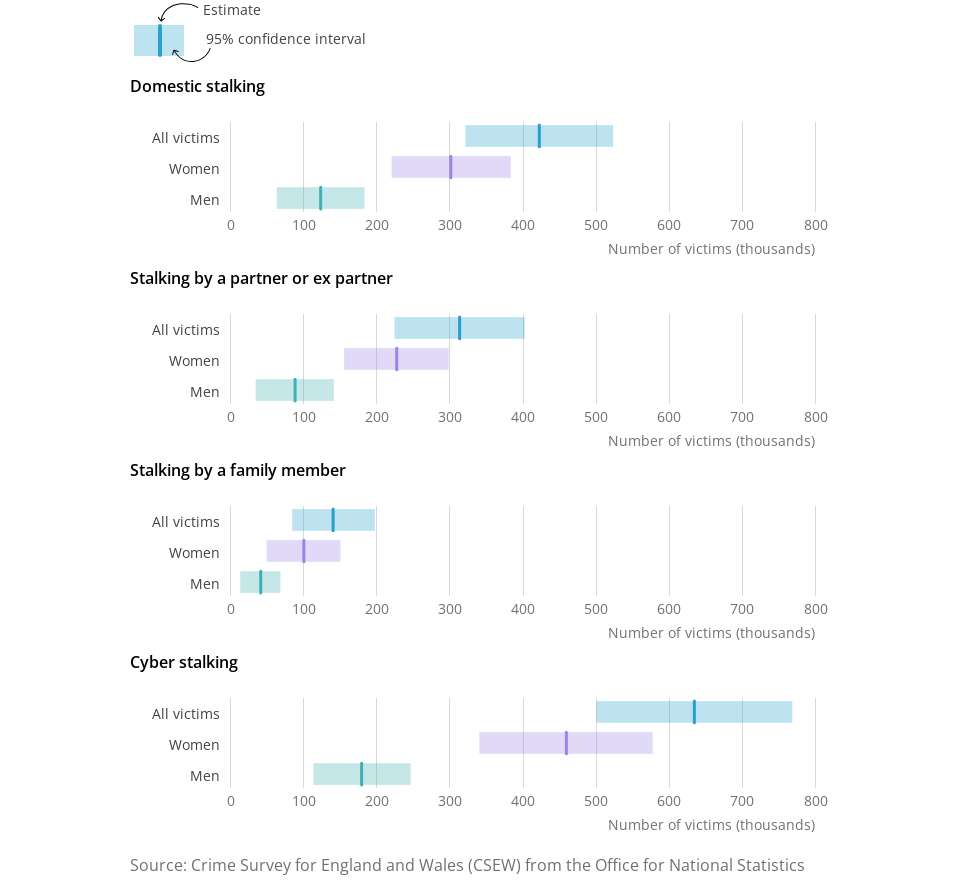 Estimate
95% confidence interval
Domestic stalking
All victims
Women
Men
0 100 200 300 400 500 600 700 800
Number of victims (thousands)
Stalking by a partner or ex partner
All victims
Women
Men
0 100 200 300 400 500 600 700 800
Number of victims (thousands)
Stalking by a family member
All victims
Women
Men
0 100 200 300 400 500 600 700 800
Number of victims (thousands)
Cyber stalking
All victims
Women
Men
0 100 200 300 400 500 600 700 800
Number of victims (thousands)
Source: Crime Survey for England and Wales (CSEW) from the Office for National Statistics